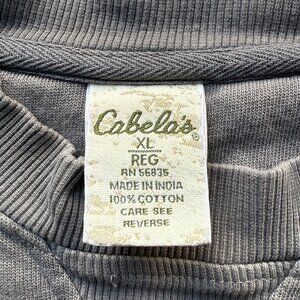 Cabela's®
XL
REG
RN 56835
MADE IN INDIA
100% COTTON
CARE SEE
REVERSE